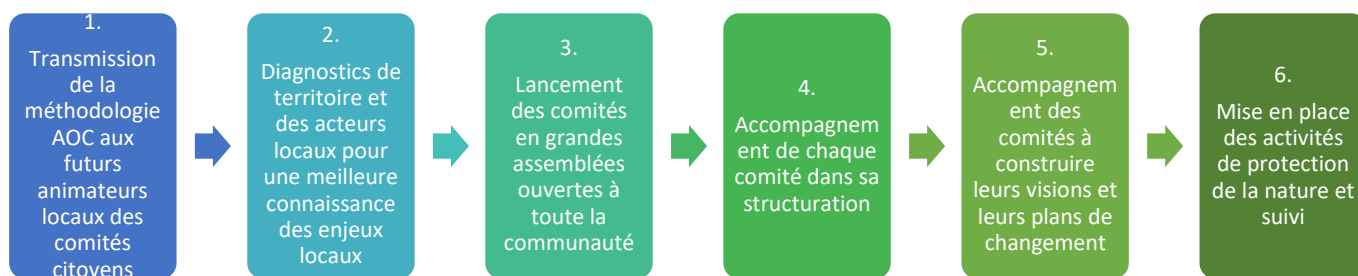 1.
Transmission
de la
méthodologie
AOC aux
futurs
animateurs
locaux des
comités
citoyens
2.
Diagnostics de
territoire et
des acteurs
locaux pour
une meilleure
connaissance
des enjeux
locaux
3.
Lancement
des comités
en grandes
assemblées
ouvertes à
toute la
communauté
4.
Accompagnem
ent de chaque
comité dans sa
structuration
5.
Accompagnem
ent des
comités à
construire
leurs visions et
leurs plans de
changement
6.
Mise en place
des activités
de protection
de la nature et
suivi